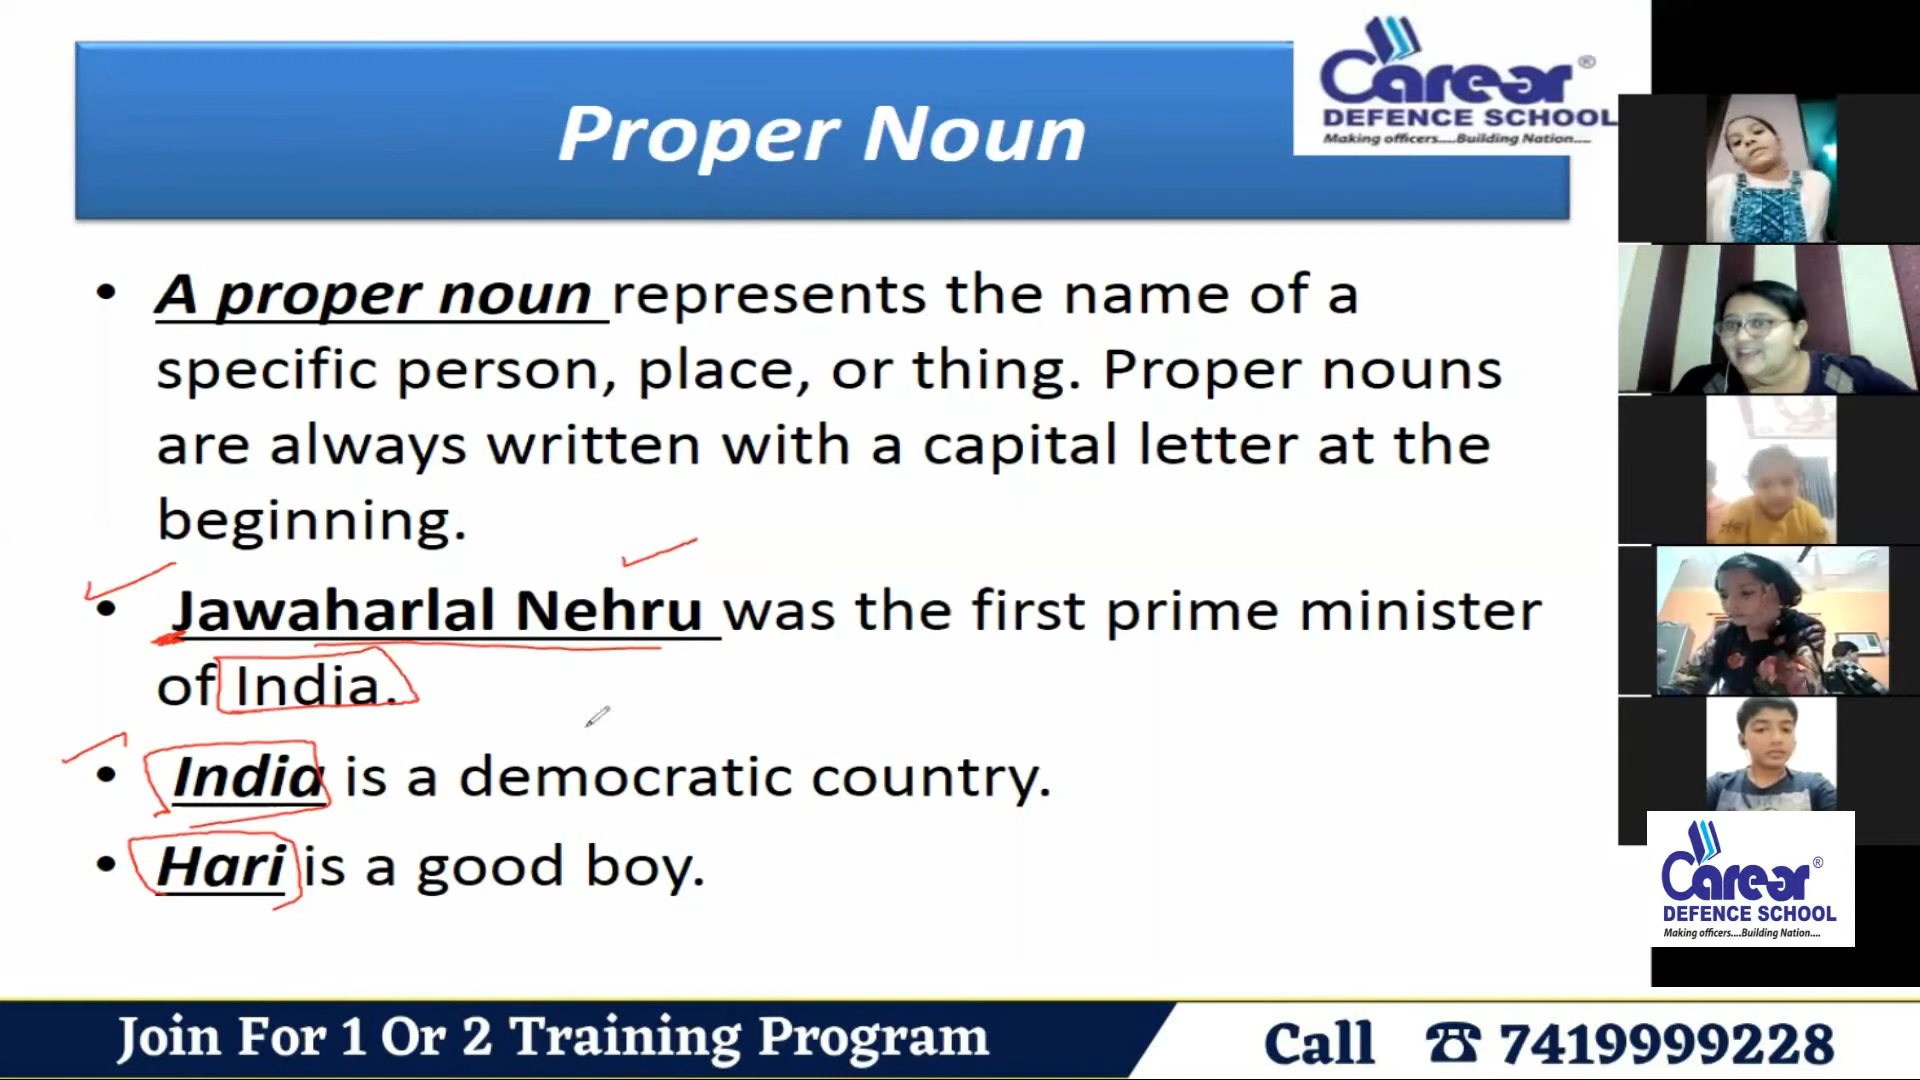 Proper Noun
Carear®
DEFENCE SCHOOL
Making officers....Building Nation....
• A proper noun represents the name of a
specific person, place, or thing. Proper nouns
are always written with a capital letter at the
beginning.
• Jawaharlal Nehru was the first prime minister
of India.
• India is a democratic country.
• Hari is a good boy.
Carear®
DEFENCE SCHOOL
Making officers....Building Nation....
Join For 1 Or 2 Training Program
Call ☎ 7419999228